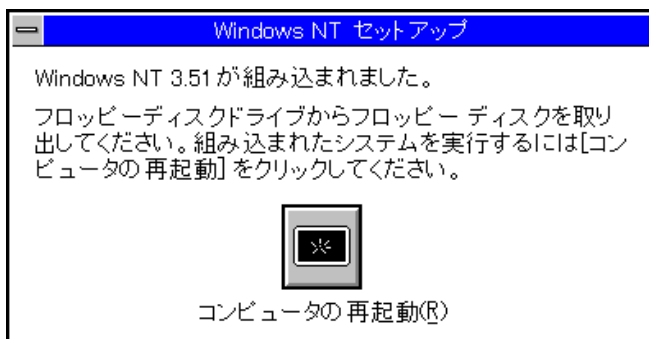 Windows NT セットアップ
Windows NT 3.51 が組み込まれました。
フロッピーディスクドライブからフロッピー ディスクを取り
出してください。組み込まれたシステムを実行するには[コン
ピュータの 再起動] をクリックしてください。
コンピュータの 再起動(R)